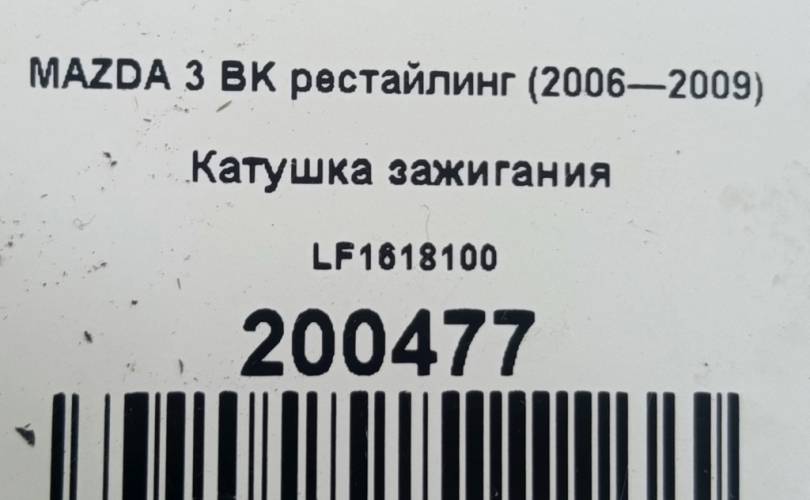 MAZDA 3 BK рестайлинг (2006—2009)
Катушка зажигания
LF1618100
200477